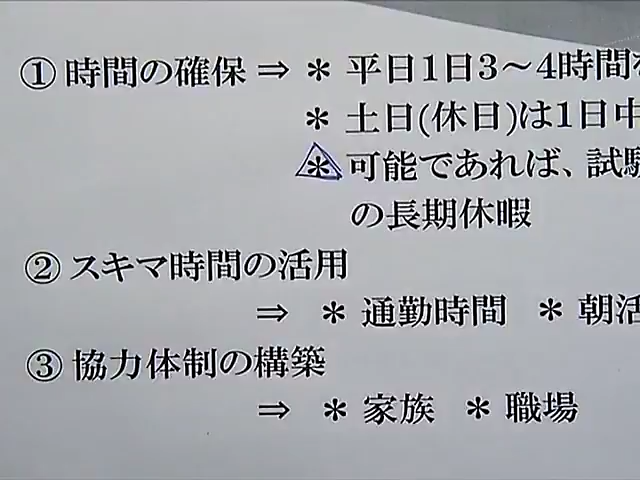 ①時間の確保 ⇒ ＊ 平日1日3～4時間
＊ 土日(休日)は1日中
＊ 可能であれば、試験
の長期休暇
②スキマ時間の活用
⇒ ＊ 通勤時間 ＊ 朝活
③協力体制の構築
⇒ ＊ 家族 ＊ 職場